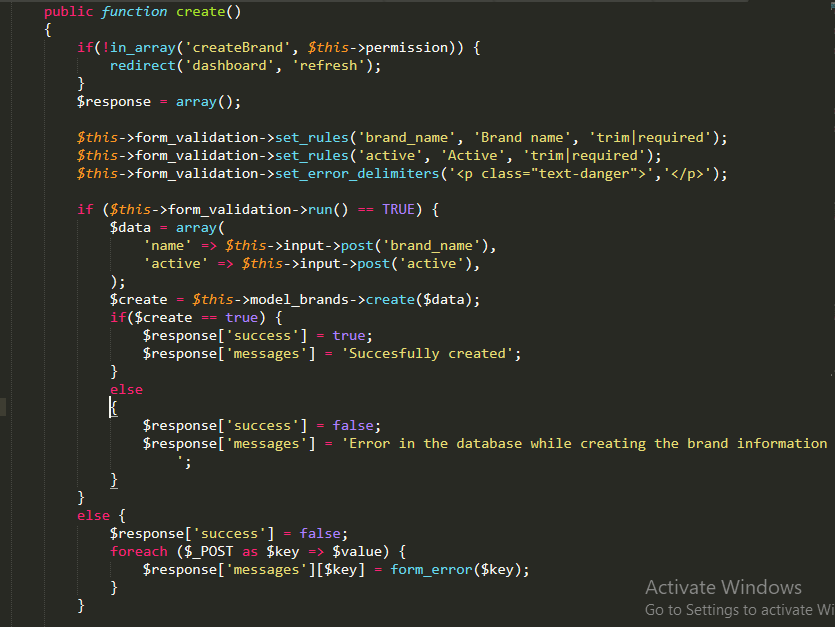 public function create()
{
if(!in_array('createBrand', $this->permission)) {
redirect('dashboard', 'refresh');
}
$response = array();
$this->form_validation->set_rules('brand_name', 'Brand name', 'trim|required');
$this->form_validation->set_rules('active', 'Active', 'trim|required');
$this->form_validation->set_error_delimiters('<p class="text-danger">','</p>');
if ($this->form_validation->run() == TRUE) {
$data = array(
'name' => $this->input->post('brand_name'),
'active' => $this->input->post('active'),
);
$create = $this->model_brands->create($data);
if($create == true) {
$response['success'] = true;
$response['messages'] = 'Succesfully created';
}
else
{
$response['success'] = false;
$response['messages'] = 'Error in the database while creating the brand information
';
}
}
else {
$response['success'] = false;
foreach ($_POST as $key => $value) {
$response['messages'][$key] = form_error($key);
}
}
Activate Windows
Go to Settings to activate Wi